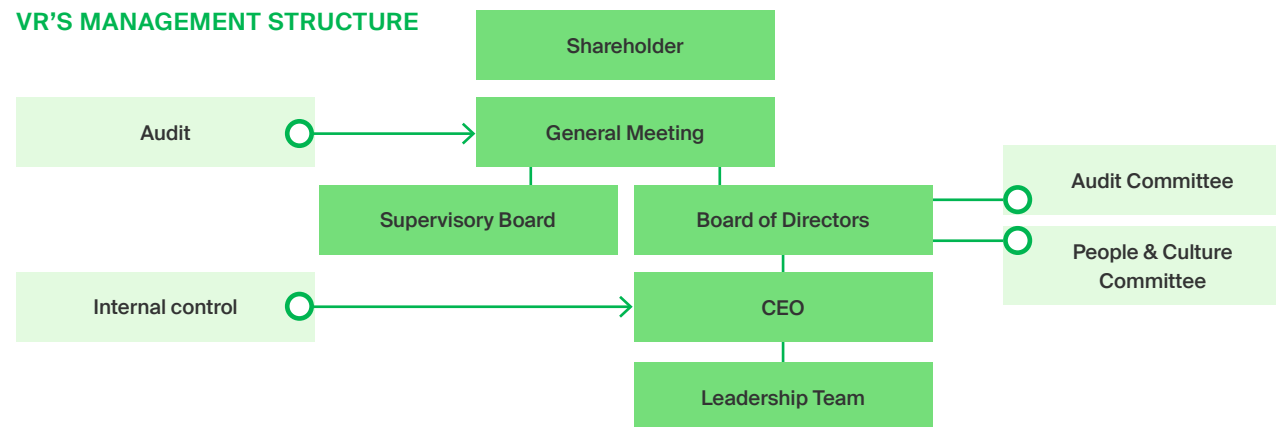 VR'S MANAGEMENT STRUCTURE
Shareholder
Audit
General Meeting
Audit Committee
Supervisory Board
Board of Directors
People & Culture
Committee
Internal control
CEO
Leadership Team